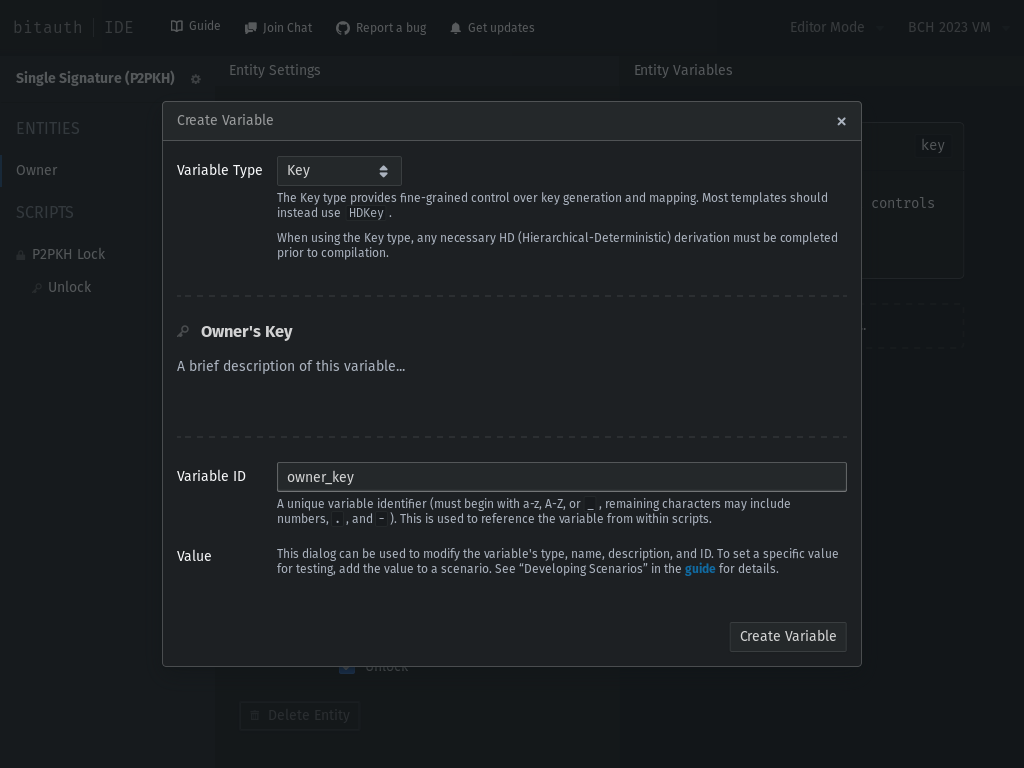 bitauth | IDE
Guide
Join Chat
Report a bug
Get updates
Editor Mode
BCH 2023 VM
Single Signature (P2PKH)
Entity Settings
Entity Variables
ENTITIES
Owner
SCRIPTS
P2PKH Lock
Unlock
key
controls
Create Variable
×
Variable Type
Key
The Key type provides fine-grained control over key generation and mapping. Most templates should
instead use HDKey .
When using the Key type, any necessary HD (Hierarchical-Deterministic) derivation must be completed
prior to compilation.
Owner's Key
A brief description of this variable...
Variable ID
owner_key
A unique variable identifier (must begin with a-z, A-Z, or _ , remaining characters may include
numbers, . , and - ). This is used to reference the variable from within scripts.
Value
This dialog can be used to modify the variable's type, name, description, and ID. To set a specific value
for testing, add the value to a scenario. See “Developing Scenarios” in the guide for details.
Create Variable
Unlock
Delete Entity